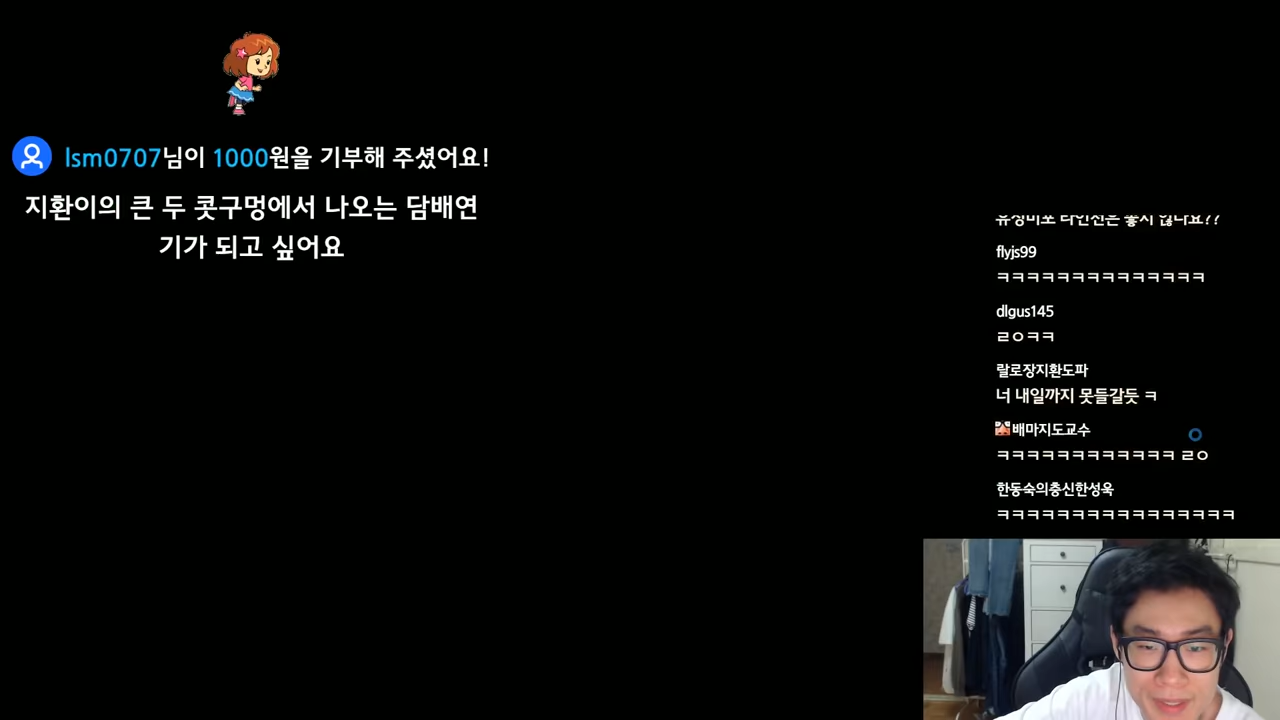 lsm0707님이 1000원을 기부해 주셨어요!
지환이의 큰 두 콧구멍에서 나오는 담배연
기가 되고 싶어요
flyjs99
ㅋㅋㅋㅋㅋㅋㅋㅋㅋㅋㅋㅋㅋㅋ
dlgus145
ㄹㅇㅋㅋ
랄로장지환도파
너 내일까지 못들갈듯 ㅋ
배마지도교수
ㅋㅋㅋㅋㅋㅋㅋㅋㅋㅋㅋㅋ ㄹㅇ
한동숙의충신한성욱
ㅋㅋㅋㅋㅋㅋㅋㅋㅋㅋㅋㅋㅋㅋㅋㅋ